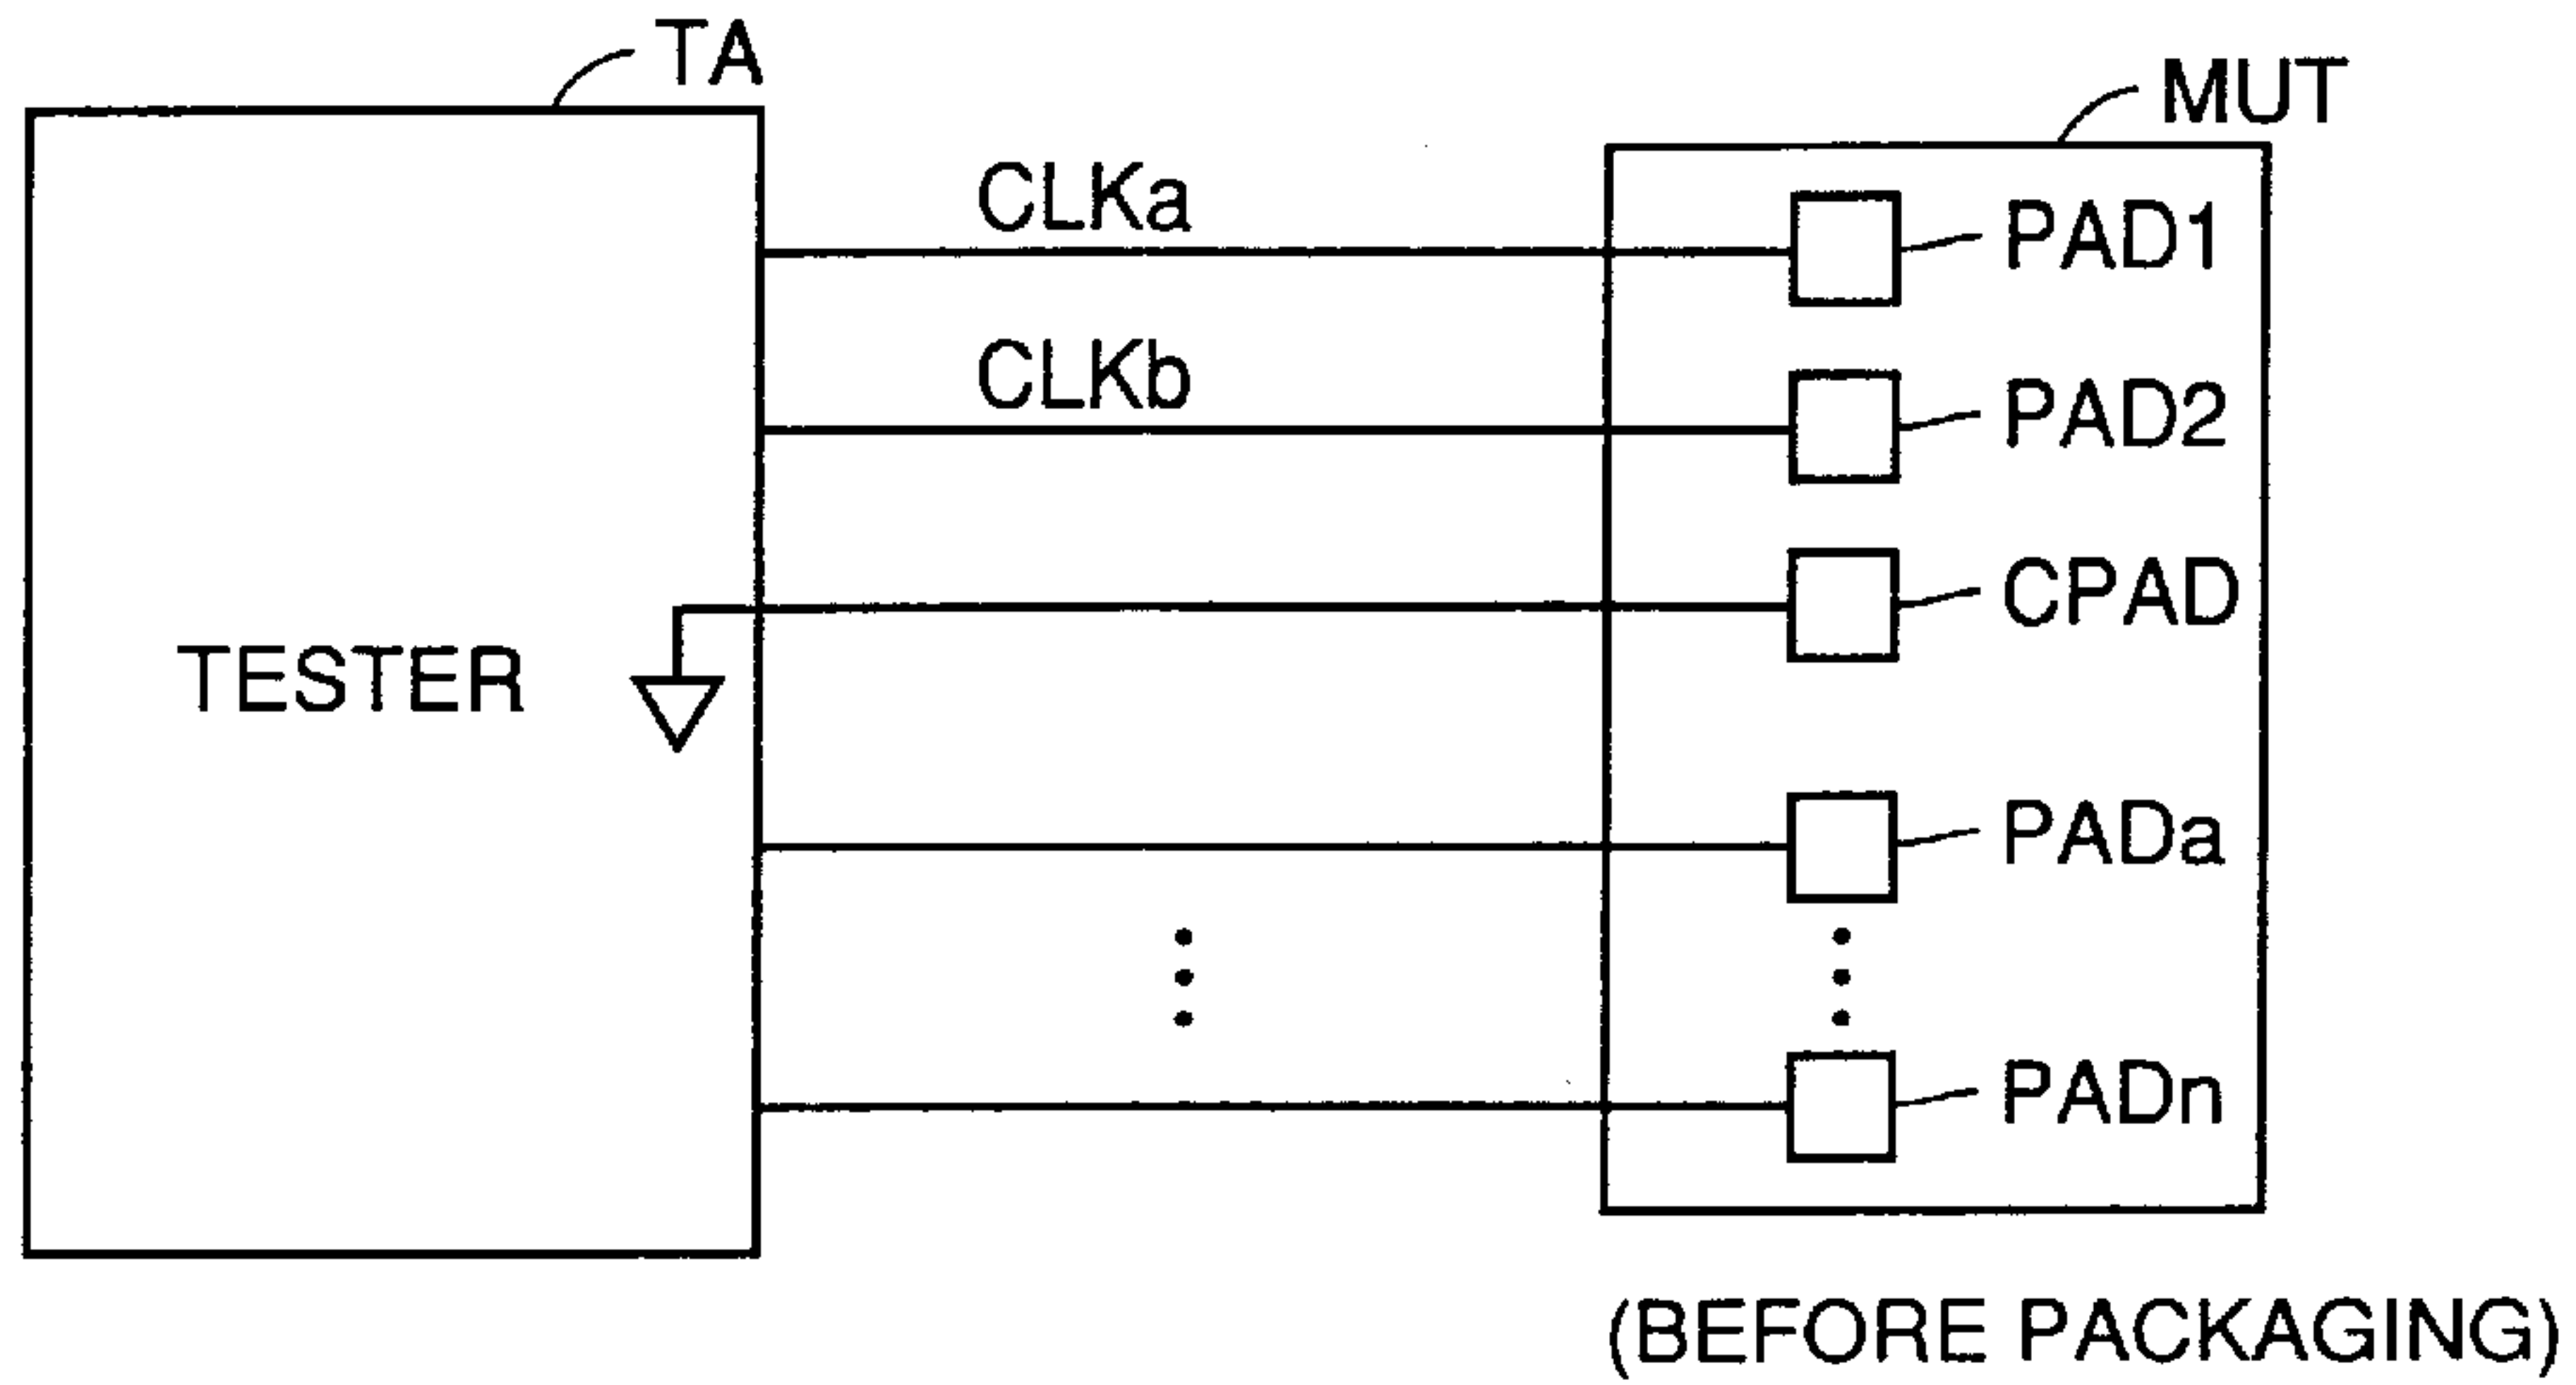 TA
MUT
CLKa
PAD1
CLKb
PAD2
CPAD
TESTER
PADa
PADn
(BEFORE PACKAGING)